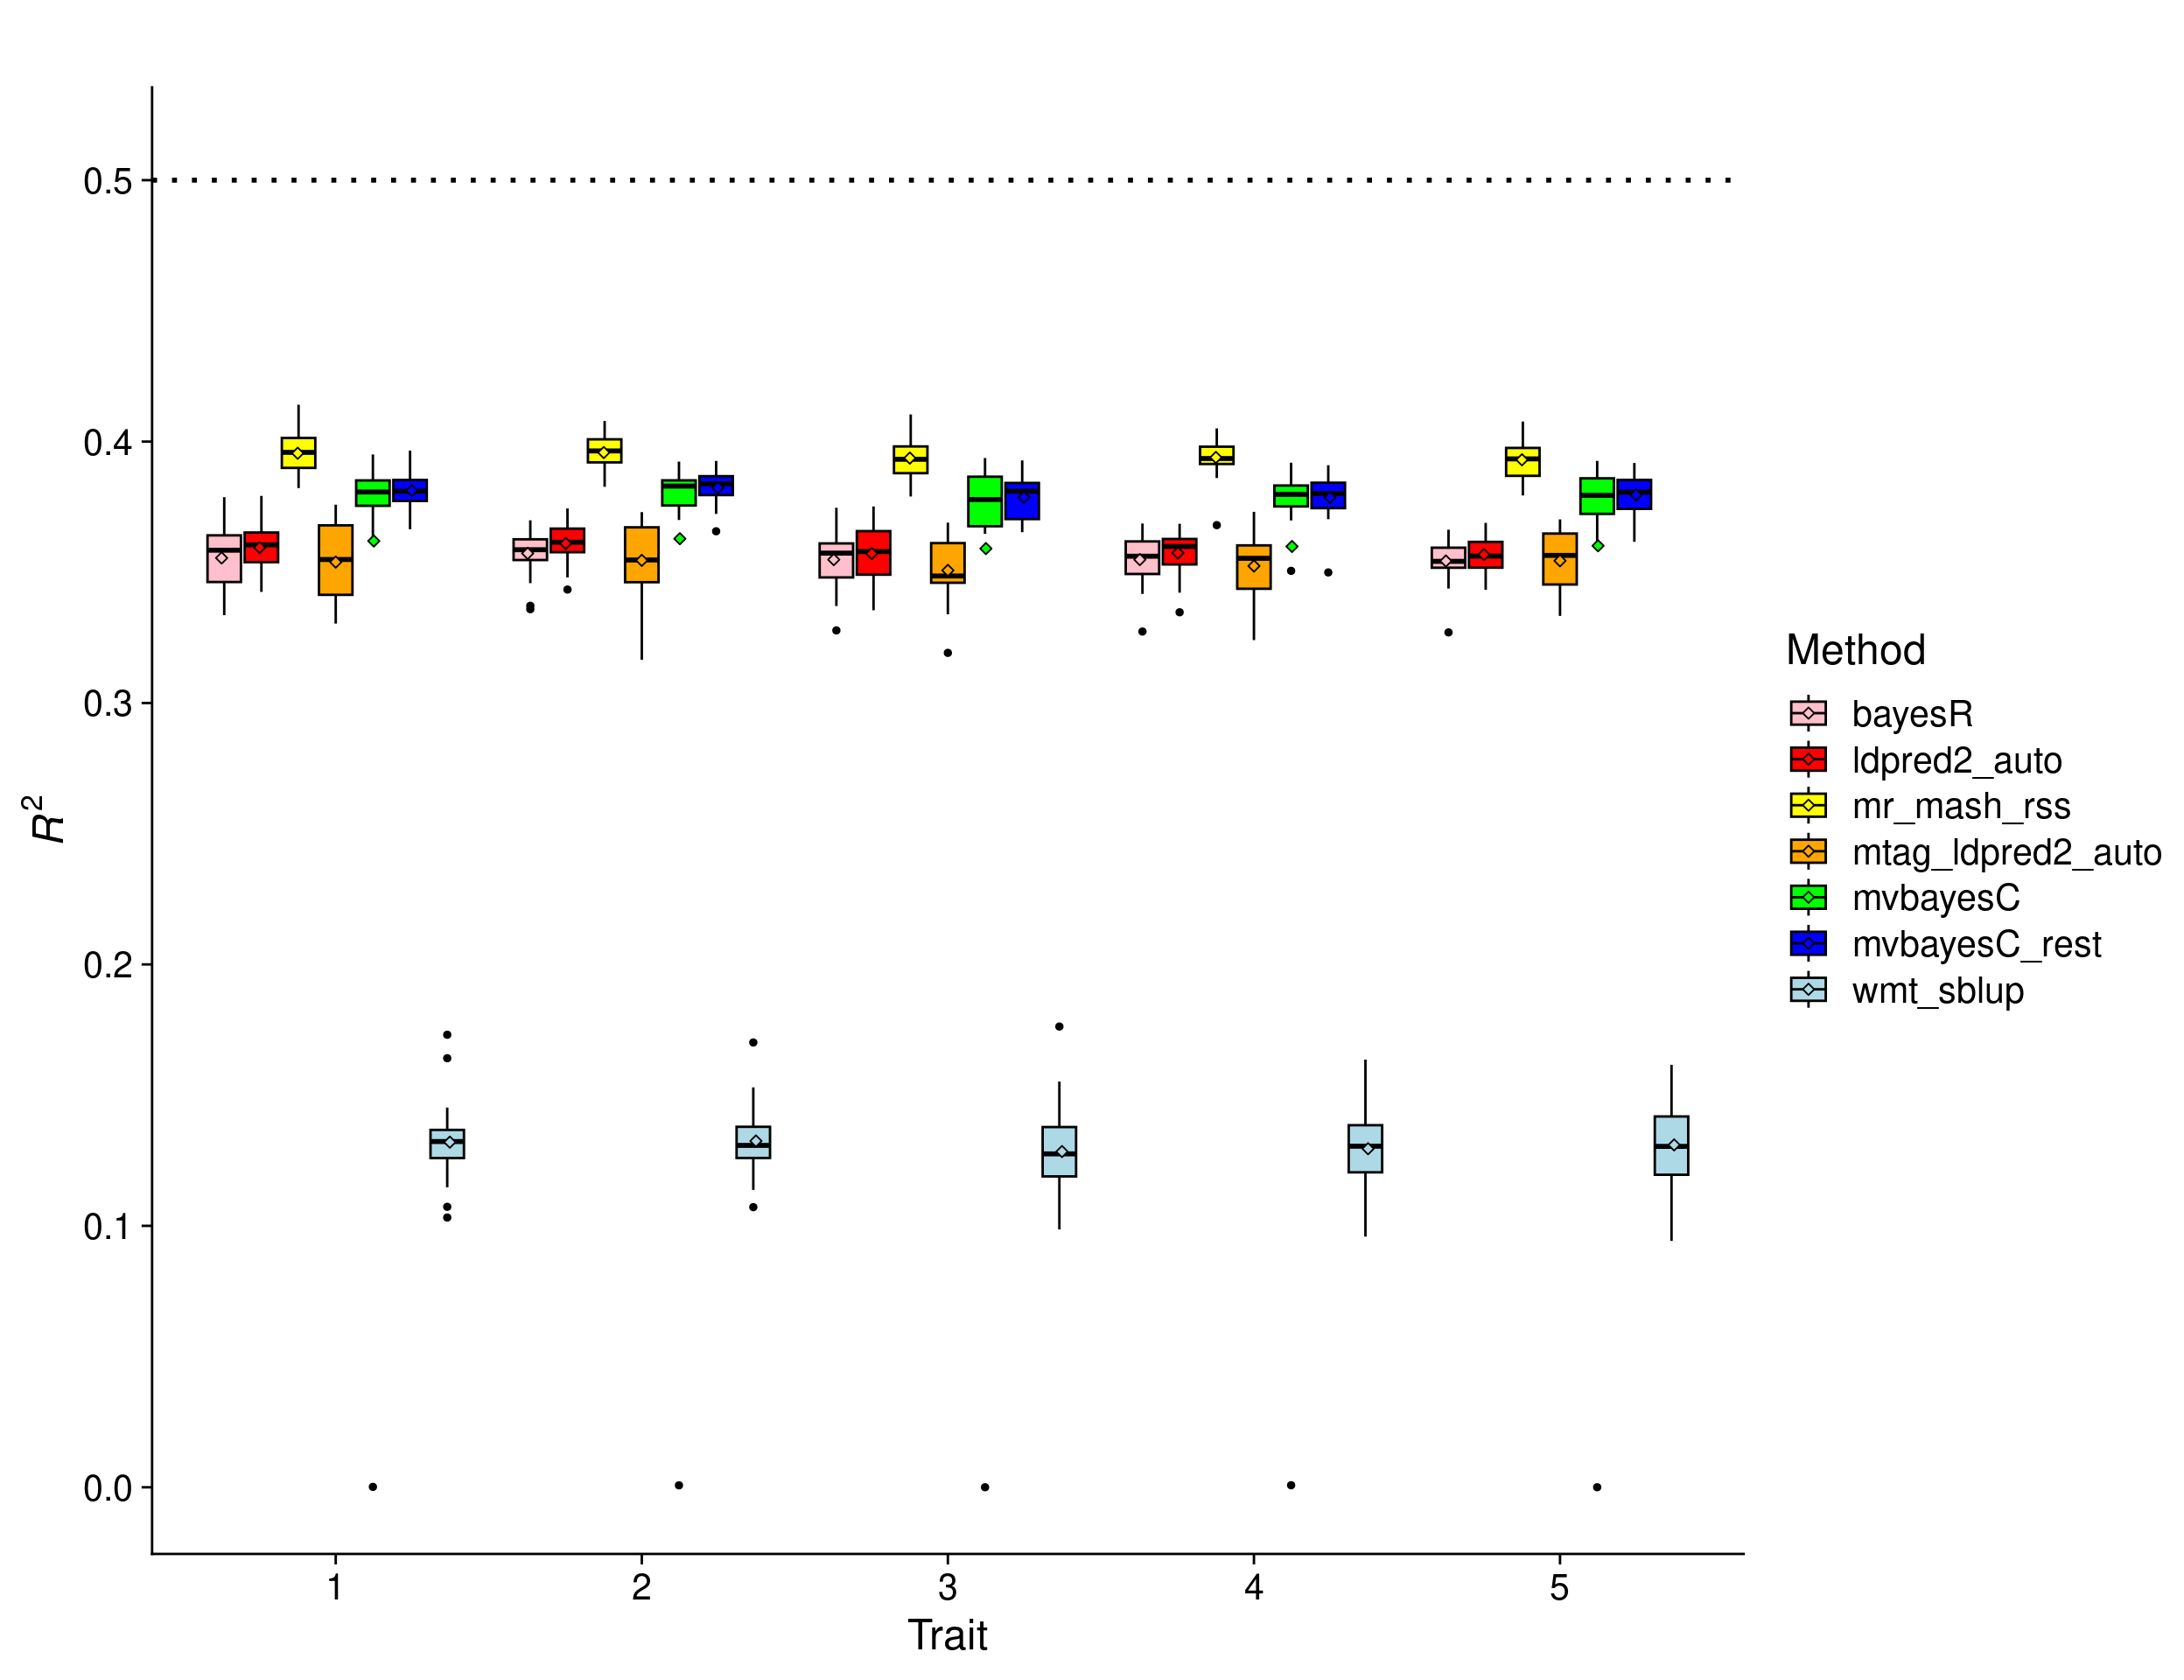 0.5
0.4
0.3
0.2
0.1
0.0
R²
1 2 3 4 5
Trait
Method
bayesR
ldpred2_auto
mr_mash_rss
mtag_ldpred2_auto
mvbayesC
mvbayesC_rest
wmt_sblup